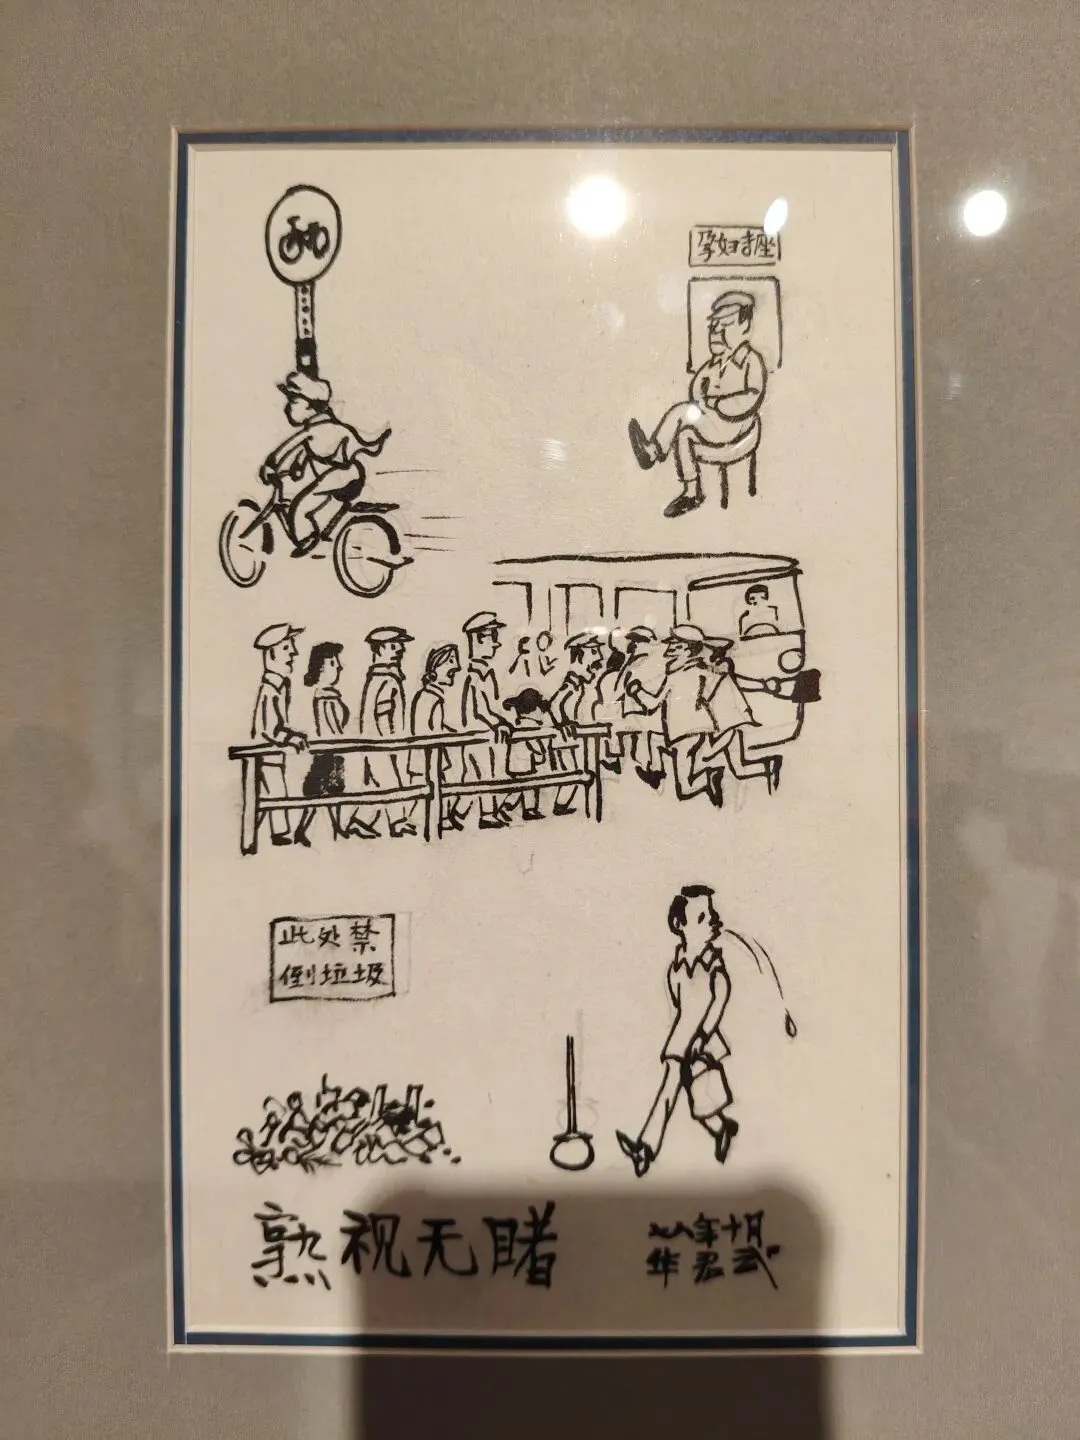 孕妇专座
此处禁
倒垃圾
熟视无睹
七八年十月
华君武